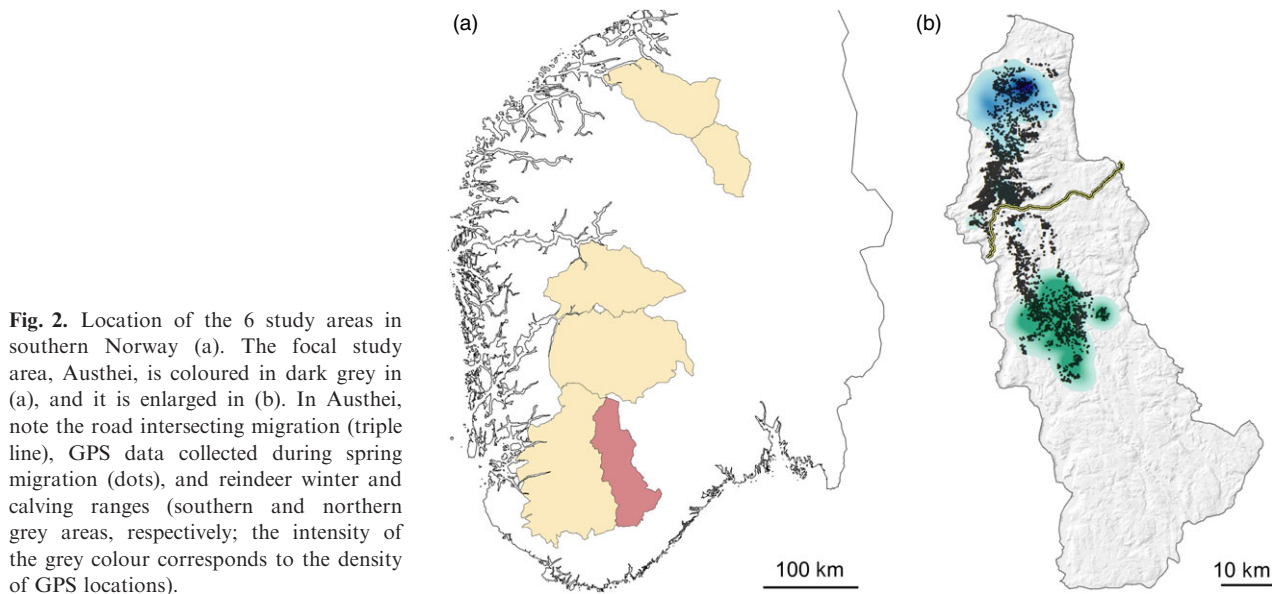 (a)
(b)
Fig. 2. Location of the 6 study areas in
southern Norway (a). The focal study
area, Austhei, is coloured in dark grey in
(a), and it is enlarged in (b). In Austhei,
note the road intersecting migration (triple
line), GPS data collected during spring
migration (dots), and reindeer winter and
calving ranges (southern and northern
grey areas, respectively; the intensity of
the grey colour corresponds to the density
of GPS locations).
100 km
10 km